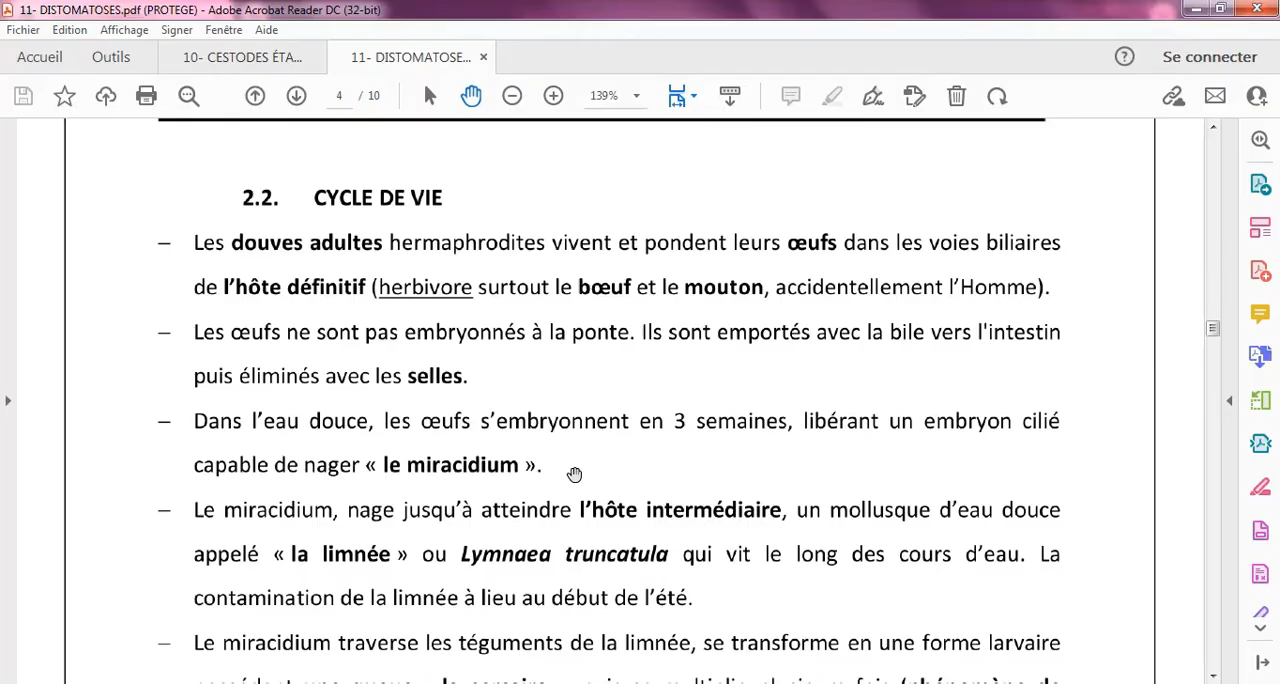 11- DISTOMATOSES.pdf (PROTEGE) - Adobe Acrobat Reader DC (32-bit)
Fichier Edition Affichage Signer Fenêtre Aide
Accueil Outils 10- CESTODES ÉTA... 11- DISTOMATOSE... × ? Se connecter
4 / 10 139%
2.2. CYCLE DE VIE
– Les douves adultes hermaphrodites vivent et pondent leurs œufs dans les voies biliaires
de l’hôte définitif (herbivore surtout le bœuf et le mouton, accidentellement l’Homme).
– Les œufs ne sont pas embryonnés à la ponte. Ils sont emportés avec la bile vers l'intestin
puis éliminés avec les selles.
– Dans l’eau douce, les œufs s’embryonnent en 3 semaines, libérant un embryon cilié
capable de nager « le miracidium ».
– Le miracidium, nage jusqu’à atteindre l’hôte intermédiaire, un mollusque d’eau douce
appelé « la limnée » ou Lymnaea truncatula qui vit le long des cours d’eau. La
contamination de la limnée à lieu au début de l’été.
– Le miracidium traverse les téguments de la limnée, se transforme en une forme larvaire